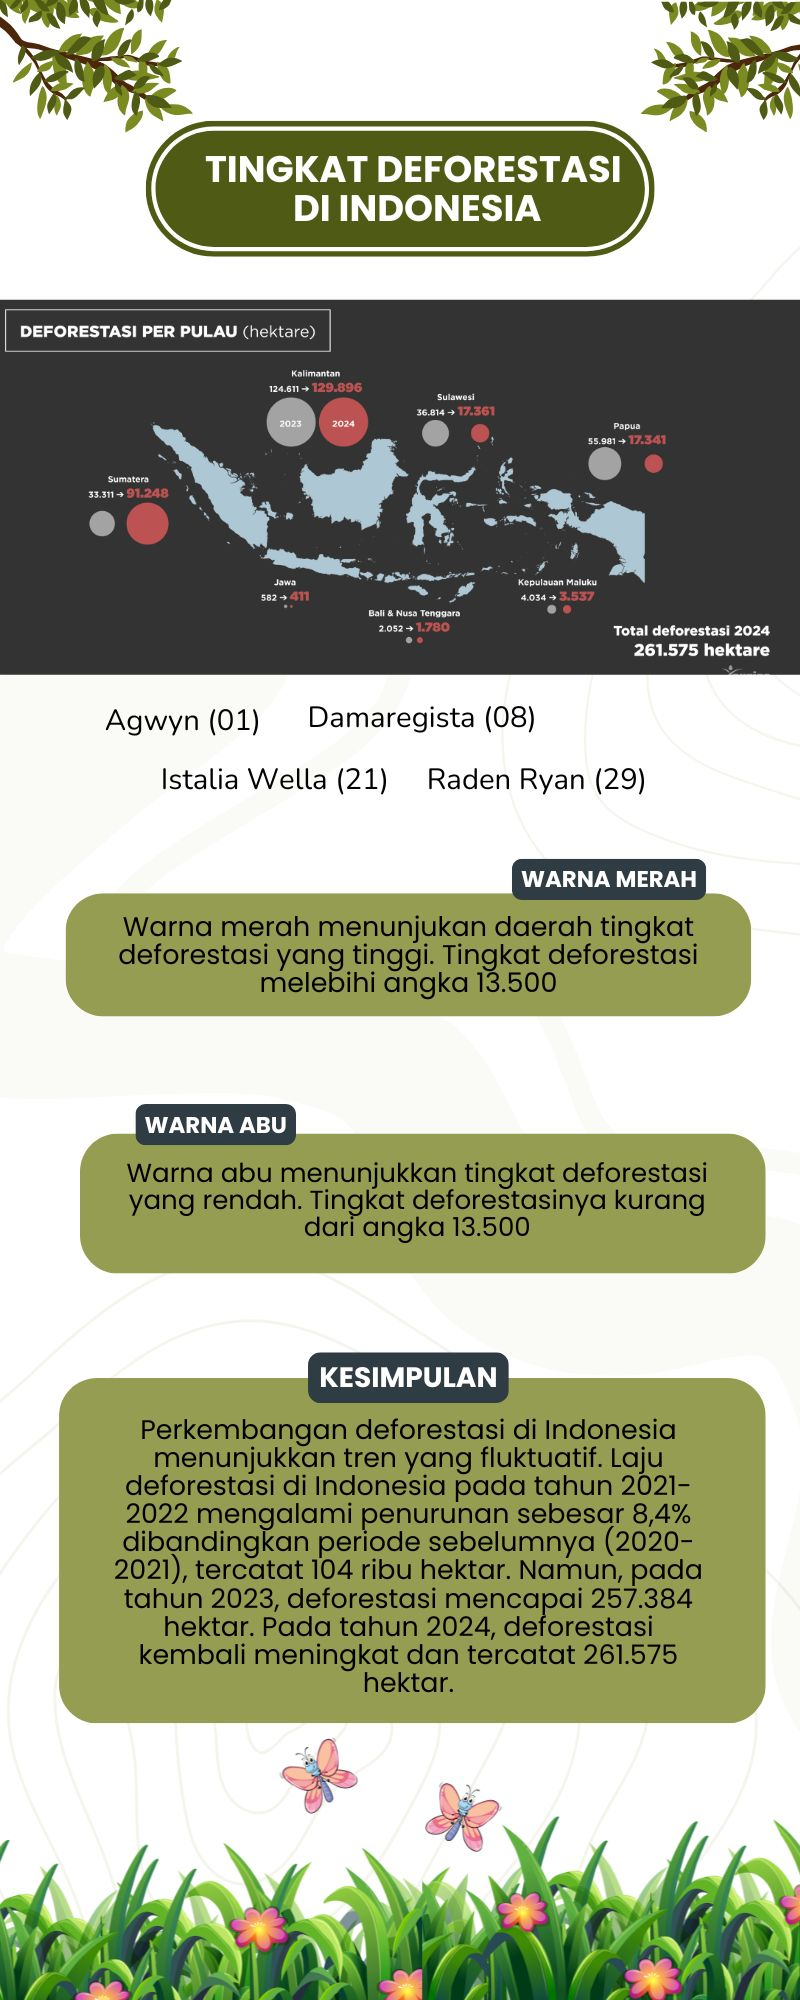 TINGKAT DEFORESTASI
DI INDONESIA
DEFORESTASI PER PULAU (hektare)
Kalimantan
124.611 → 129.896
2023
2024
Sulawesi
36.814 → 17.361
Papua
55.981 → 17.341
Sumatera
33.311 → 91.248
Jawa
582 → 411
Bali & Nusa Tenggara
2.052 → 1.780
Kepulauan Maluku
4.034 → 3.537
Total deforestasi 2024
261.575 hektare
Agwyn (01)
Damaregista (08)
Istalia Wella (21)
Raden Ryan (29)
WARNA MERAH
Warna merah menunjukan daerah tingkat
deforestasi yang tinggi. Tingkat deforestasi
melebihi angka 13.500
WARNA ABU
Warna abu menunjukkan tingkat deforestasi
yang rendah. Tingkat deforestasinya kurang
dari angka 13.500
KESIMPULAN
Perkembangan deforestasi di Indonesia
menunjukkan tren yang fluktuatif. Laju
deforestasi di Indonesia pada tahun 2021-
2022 mengalami penurunan sebesar 8,4%
dibandingkan periode sebelumnya (2020-
2021), tercatat 104 ribu hektar. Namun, pada
tahun 2023, deforestasi mencapai 257.384
hektar. Pada tahun 2024, deforestasi
kembali meningkat dan tercatat 261.575
hektar.